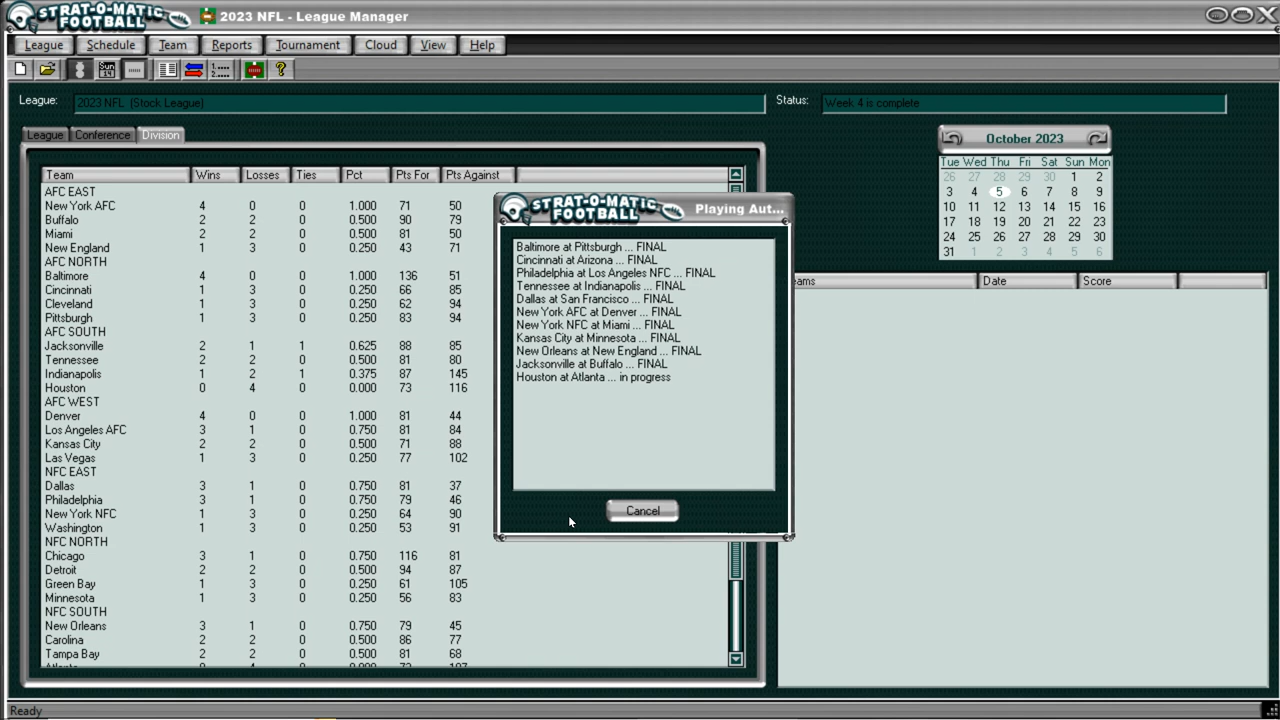 STRAT-O-MATIC FOOTBALL 2023 NFL - League Manager
League Schedule Team Reports Tournament Cloud View Help
Sun 14 1..... 2..... ?
League: 2023 NFL (Stock League) Status: Week 4 is complete
League Conference Division
Team Wins Losses Ties Pct Pts For Pts Against
AFC EAST
New York AFC 4 0 0 1.000 71 50
Buffalo 2 2 0 0.500 90 79
Miami 2 2 0 0.500 81 50
New England 1 3 0 0.250 43 71
AFC NORTH
Baltimore 4 0 0 1.000 136 51
Cincinnati 1 3 0 0.250 66 85
Cleveland 1 3 0 0.250 62 94
Pittsburgh 1 3 0 0.250 83 94
AFC SOUTH
Jacksonville 2 1 1 0.625 88 85
Tennessee 2 2 0 0.500 81 80
Indianapolis 1 2 1 0.375 87 145
Houston 0 4 0 0.000 73 116
AFC WEST
Denver 4 0 0 1.000 81 44
Los Angeles AFC 3 1 0 0.750 81 84
Kansas City 2 2 0 0.500 71 88
Las Vegas 1 3 0 0.250 77 102
NFC EAST
Dallas 3 1 0 0.750 81 37
Philadelphia 3 1 0 0.750 79 46
New York NFC 1 3 0 0.250 64 90
Washington 1 3 0 0.250 53 91
NFC NORTH
Chicago 3 1 0 0.750 116 81
Detroit 2 2 0 0.500 94 87
Green Bay 1 3 0 0.250 61 105
Minnesota 1 3 0 0.250 56 83
NFC SOUTH
New Orleans 3 1 0 0.750 79 45
Carolina 2 2 0 0.500 86 77
Tampa Bay 2 2 0 0.500 81 68
STRAT-O-MATIC FOOTBALL Playing Aut...
Baltimore at Pittsburgh ... FINAL
Cincinnati at Arizona ... FINAL
Philadelphia at Los Angeles NFC ... FINAL
Tennessee at Indianapolis ... FINAL
Dallas at San Francisco ... FINAL
New York AFC at Denver ... FINAL
New York NFC at Miami ... FINAL
Kansas City at Minnesota ... FINAL
New Orleans at New England ... FINAL
Jacksonville at Buffalo ... FINAL
Houston at Atlanta ... in progress
Cancel
October 2023
Tue Wed Thu Fri Sat Sun Mon
26 27 28 29 30 1 2
3 4 5 6 7 8 9
10 11 12 13 14 15 16
17 18 19 20 21 22 23
24 25 26 27 28 29 30
31 1 2 3 4 5 6
eams Date Score
Ready